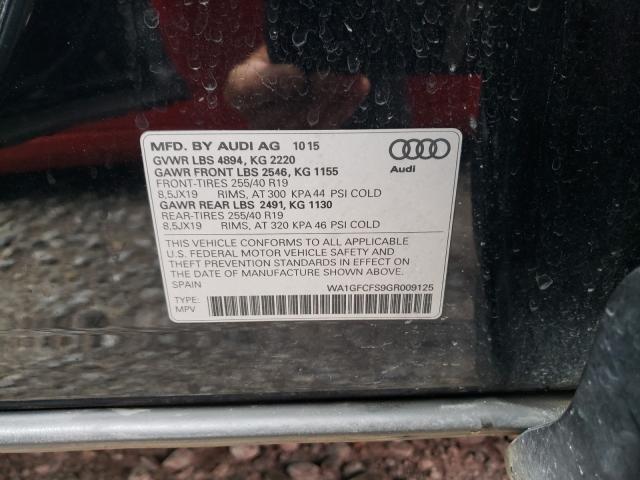 MFD. BY AUDI AG 10 15
GVWR LBS 4894, KG 2220
GAWR FRONT LBS 2546, KG 1155
FRONT-TIRES 255/40 R19
8,5JX19 RIMS, AT 300 KPA 44 PSI COLD
GAWR REAR LBS 2491, KG 1130
REAR-TIRES 255/40 R19
8,5JX19 RIMS, AT 320 KPA 46 PSI COLD
Audi
THIS VEHICLE CONFORMS TO ALL APPLICABLE
U.S. FEDERAL MOTOR VEHICLE SAFETY AND
THEFT PREVENTION STANDARDS IN EFFECT ON
THE DATE OF MANUFACTURE SHOWN ABOVE.
SPAIN WA1GFCFS9GR009125
TYPE:
MPV